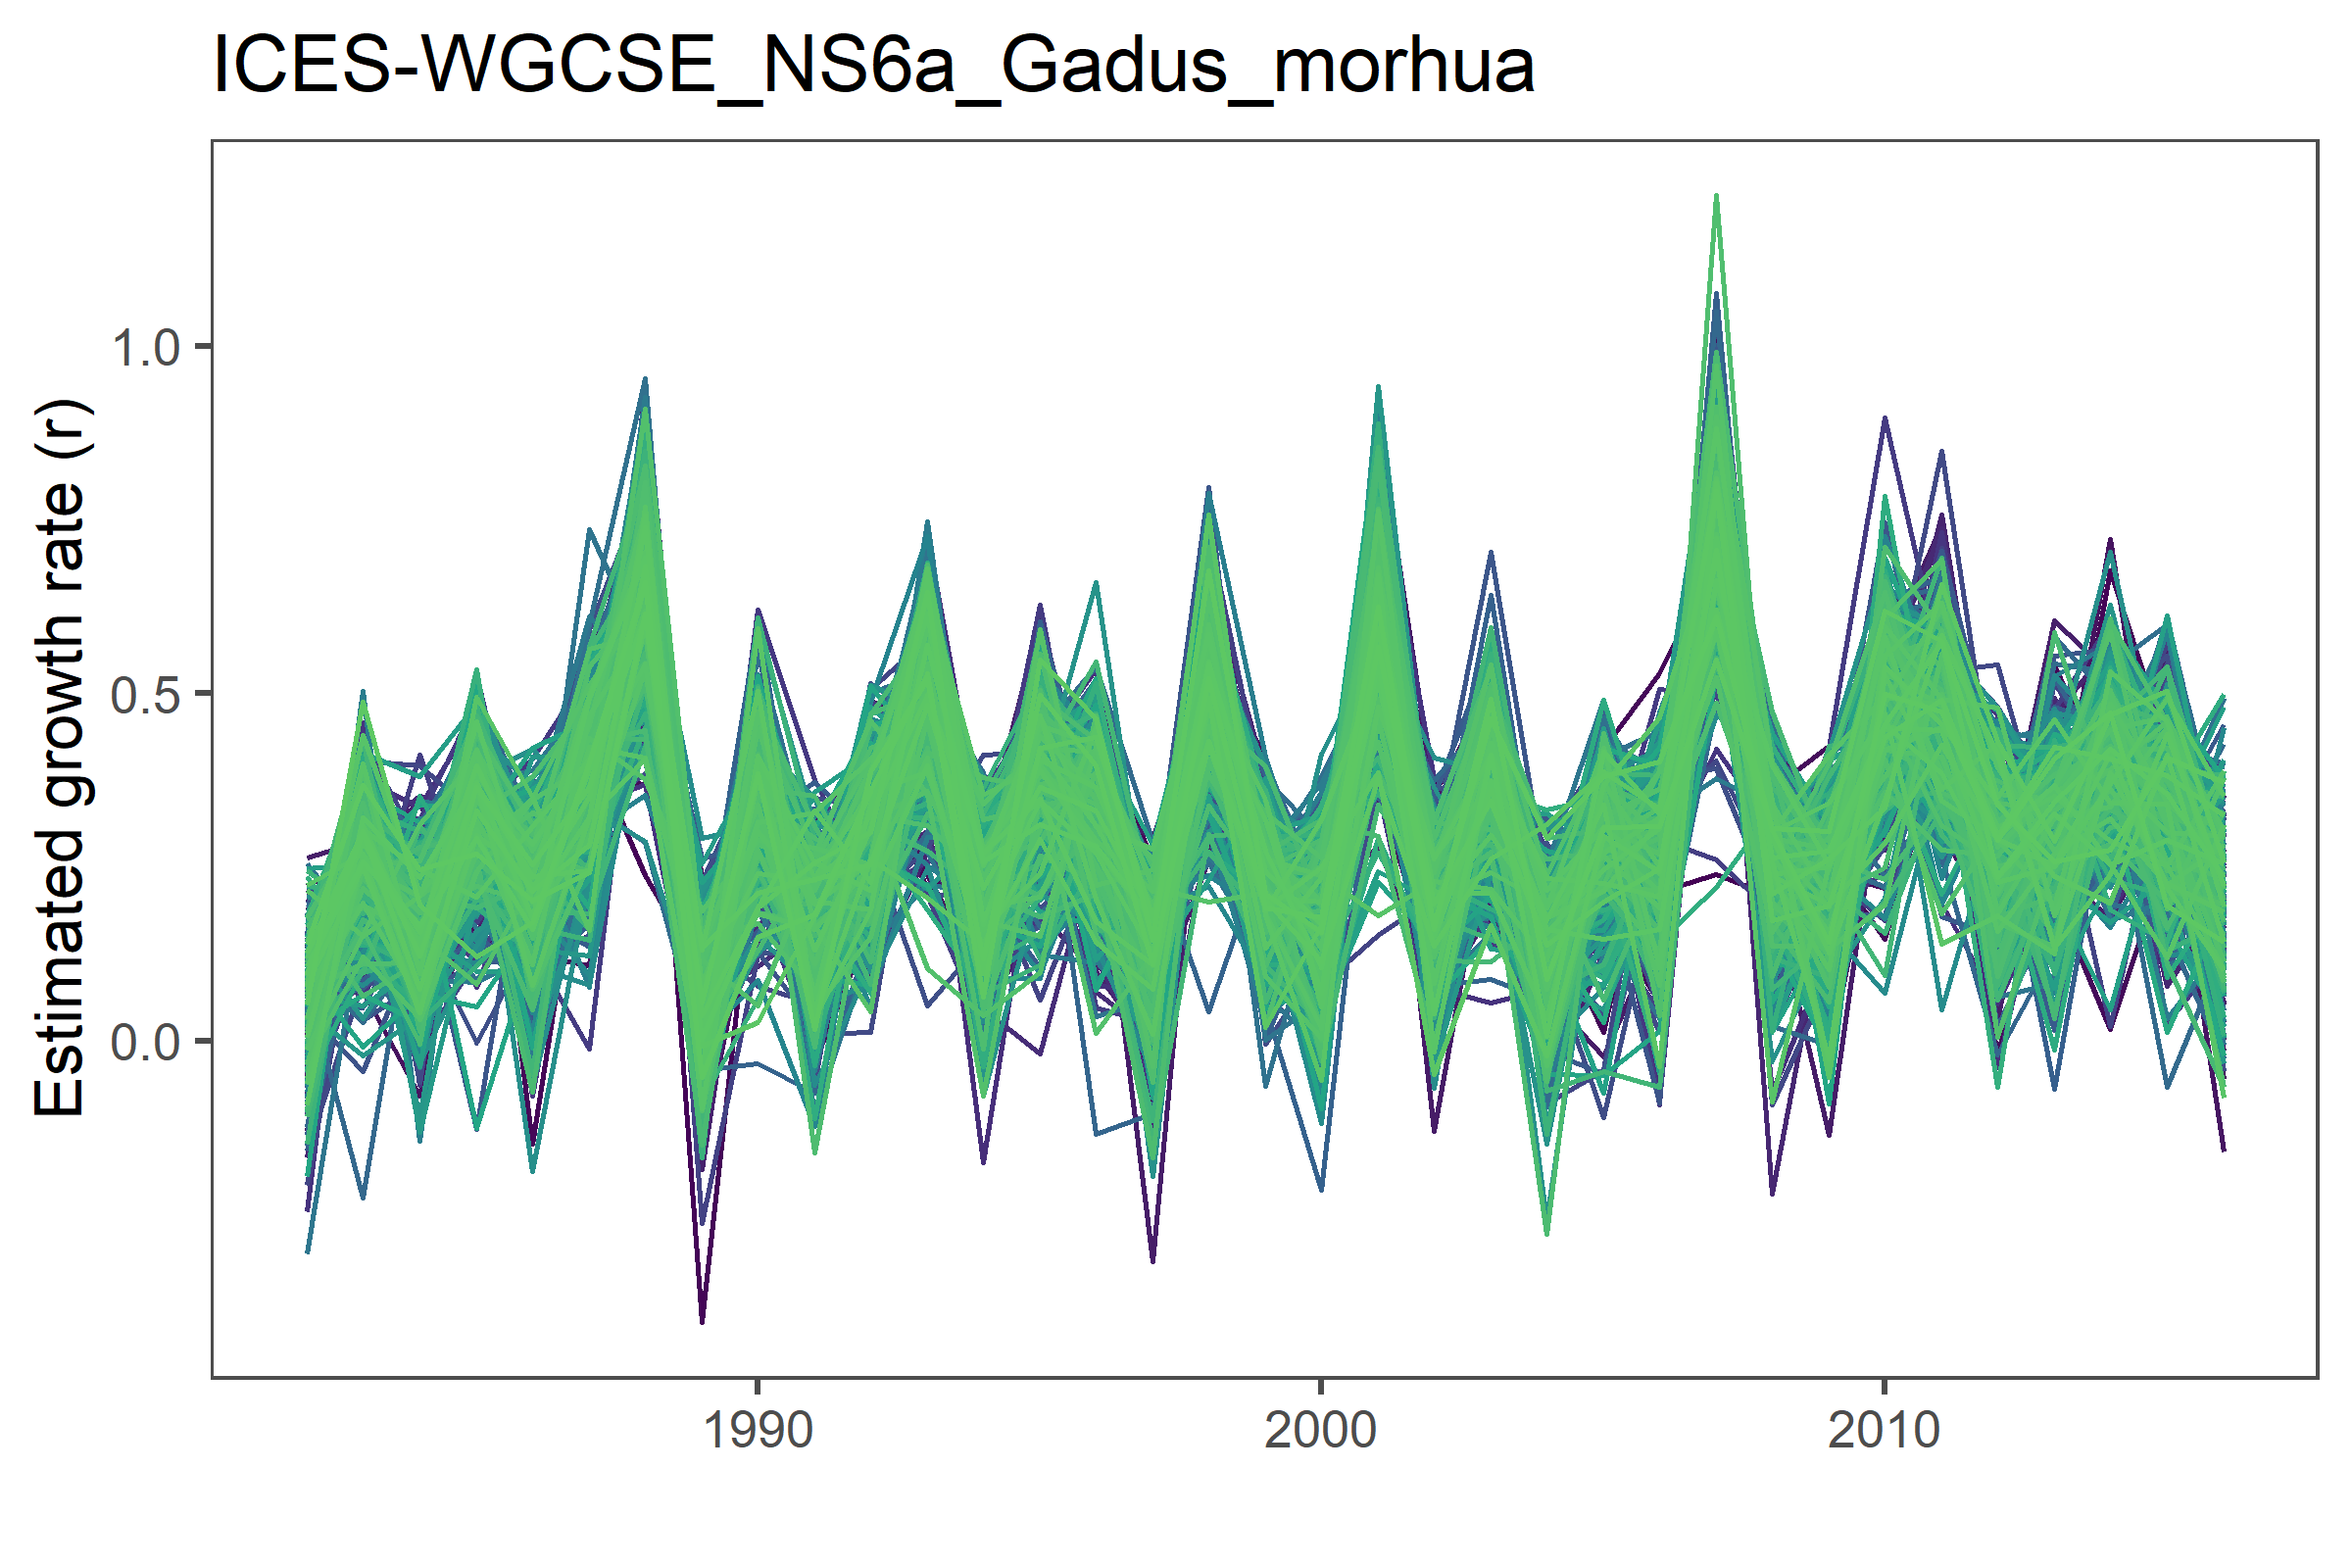 ICES-WGCSE_NS6a_Gadus_morhua
Estimated growth rate (r)
1.0
0.5
0.0
1990 2000 2010